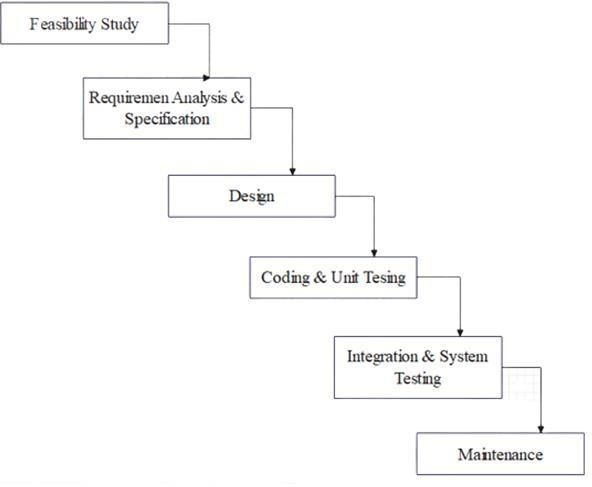 Feasibility Study
Requiremen Analysis &
Specification
Design
Coding & Unit Tesing
Integration & System
Testing
Maintenance